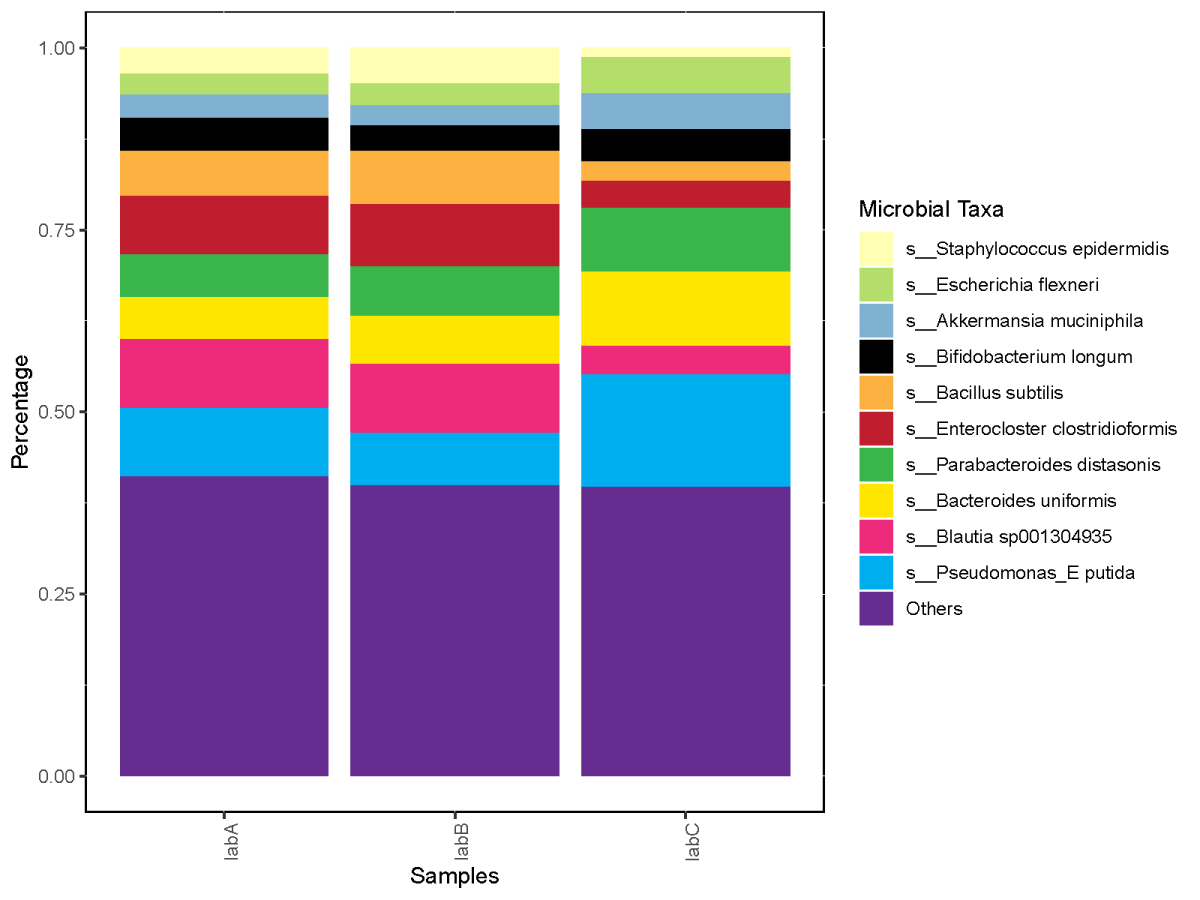 1.00
0.75
0.50
0.25
0.00
Percentage
labA
labB
labC
Samples
Microbial Taxa
s__Staphylococcus epidermidis
s__Escherichia flexneri
s__Akkermansia muciniphila
s__Bifidobacterium longum
s__Bacillus subtilis
s__Enterocloster clostridioformis
s__Parabacteroides distasonis
s__Bacteroides uniformis
s__Blautia sp001304935
s__Pseudomonas_E putida
Others